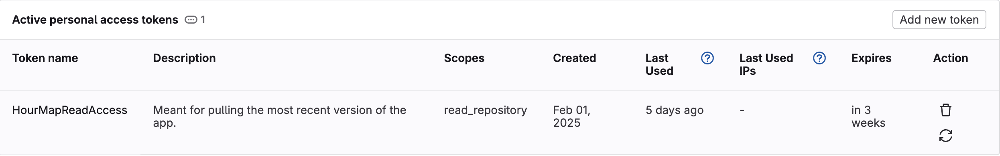 Active personal access tokens 1
Add new token
Token name Description Scopes Created Last Used Last Used IPs Expires Action
HourMapReadAccess Meant for pulling the most recent version of the app. read_repository Feb 01, 2025 5 days ago - in 3 weeks